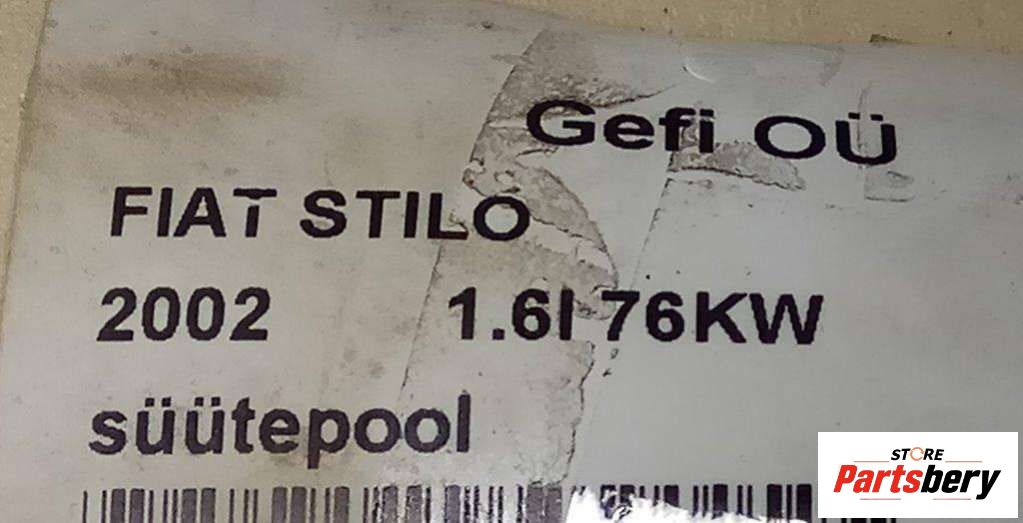 Gefi OÜ
FIAT STILO
2002 1.6l 76KW
süütepool
STORE
Partsbery